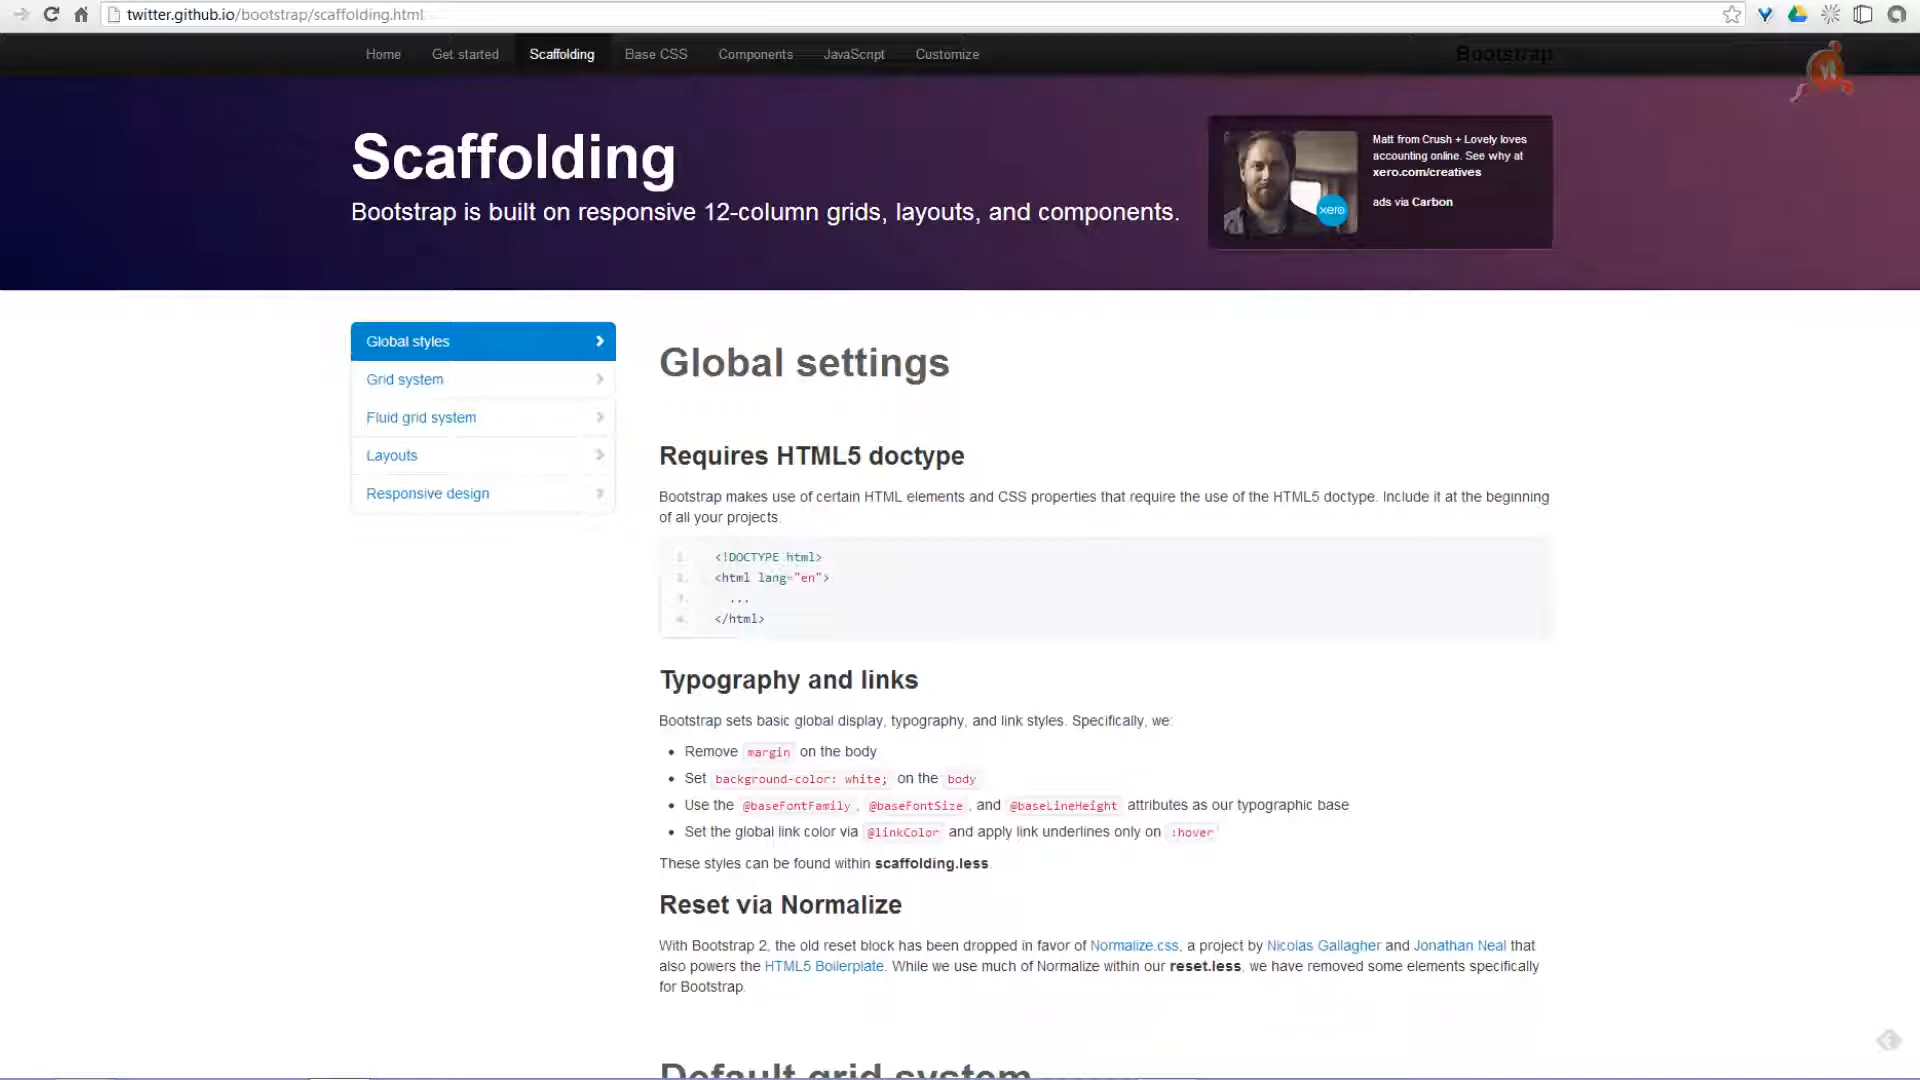 twitter.github.io/bootstrap/scaffolding.html
Home Get started Scaffolding Base CSS Components JavaScript Customize Bootstrap
Scaffolding
Bootstrap is built on responsive 12-column grids, layouts, and components.
Matt from Crush + Lovely loves
accounting online. See why at
xero.com/creatives
xero
ads via Carbon
Global styles
Grid system
Fluid grid system
Layouts
Responsive design
Global settings
Requires HTML5 doctype
Bootstrap makes use of certain HTML elements and CSS properties that require the use of the HTML5 doctype. Include it at the beginning
of all your projects.
1. <!DOCTYPE html>
2. <html lang="en">
3. ...
4. </html>
Typography and links
Bootstrap sets basic global display, typography, and link styles. Specifically, we:
• Remove margin on the body
• Set background-color: white; on the body
• Use the @baseFontFamily, @baseFontSize, and @baseLineHeight attributes as our typographic base
• Set the global link color via @linkColor and apply link underlines only on :hover
These styles can be found within scaffolding.less.
Reset via Normalize
With Bootstrap 2, the old reset block has been dropped in favor of Normalize.css, a project by Nicolas Gallagher and Jonathan Neal that
also powers the HTML5 Boilerplate. While we use much of Normalize within our reset.less, we have removed some elements specifically
for Bootstrap.
Default grid system